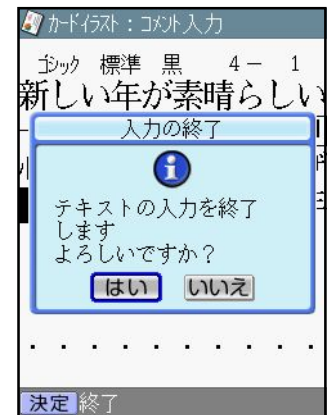 カードイラスト：コメント入力
ゴシック 標準 黒 4－ 1
新しい年が素晴らしい
入力の終了
テキストの入力を終了
します
よろしいですか？
はい いいえ
決定 終了